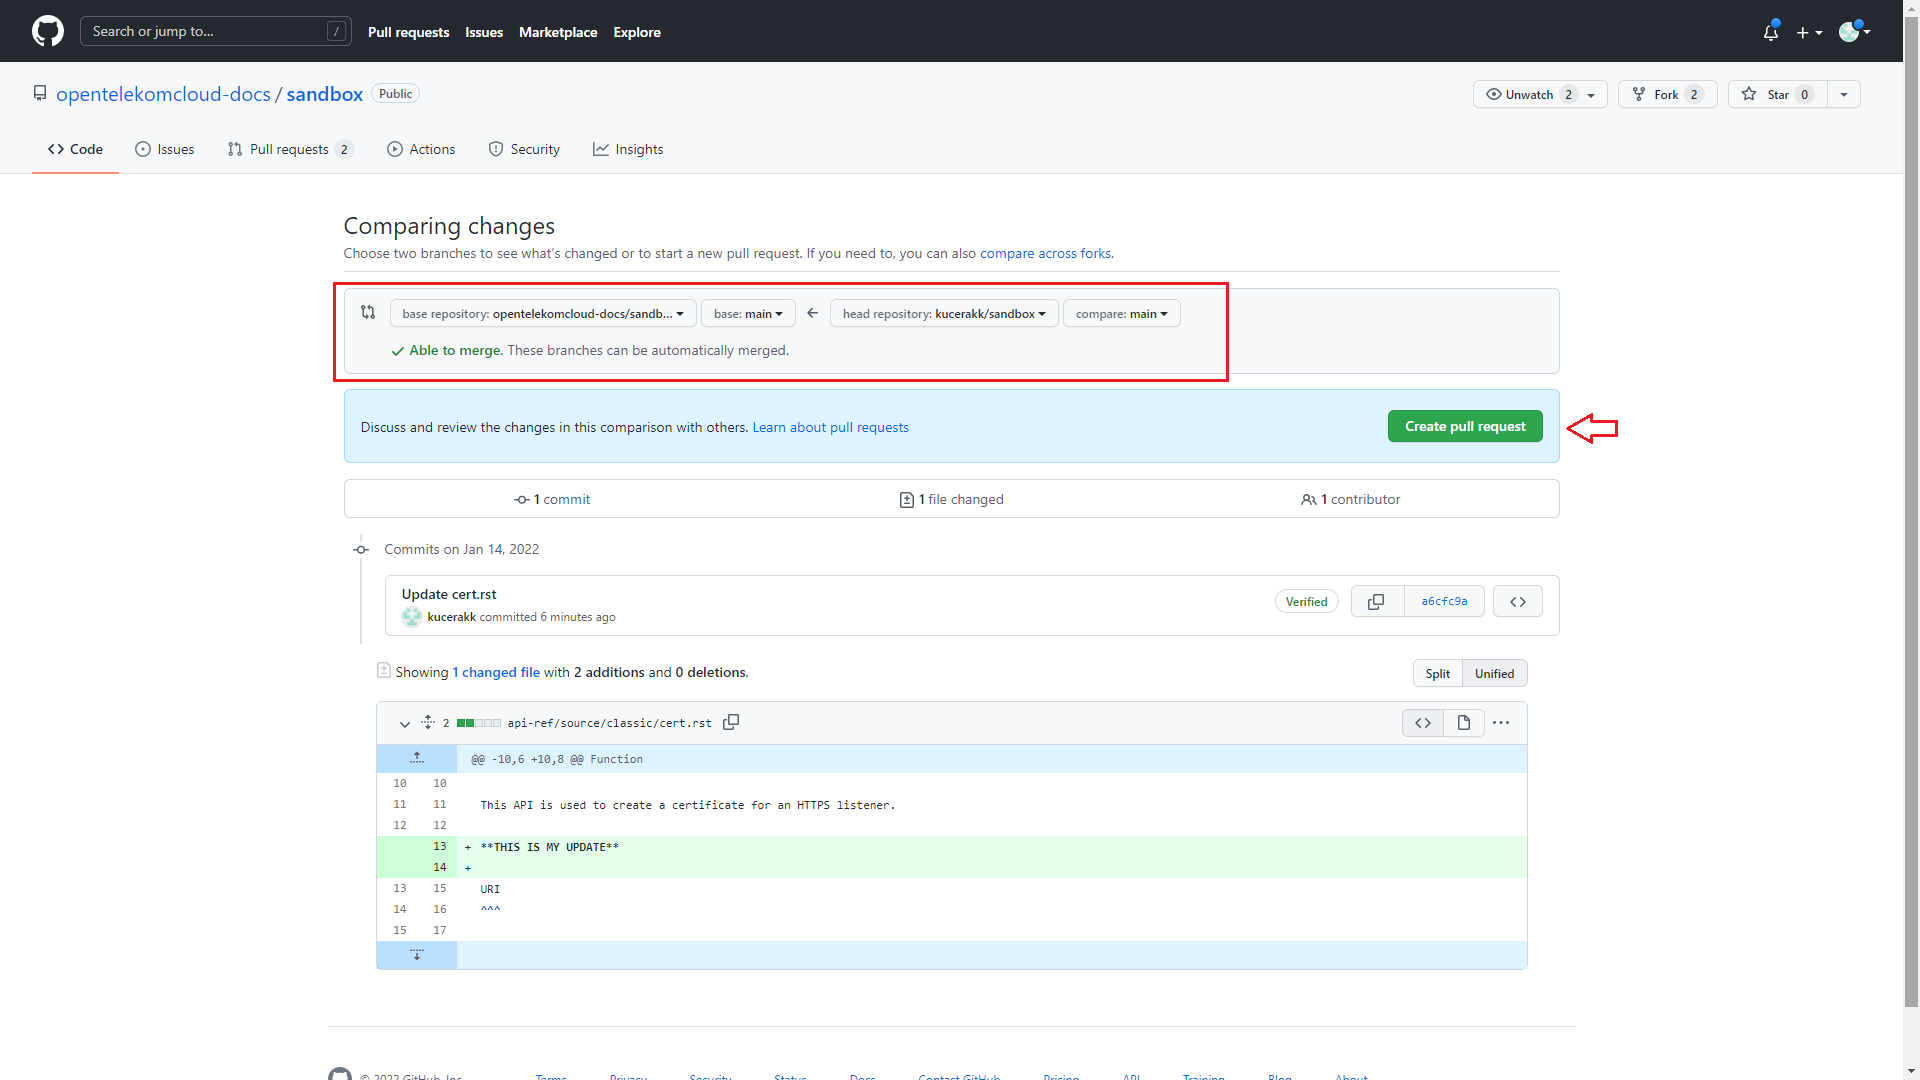 Search or jump to... /
Pull requests Issues Marketplace Explore
opentelekomcloud-docs / sandbox Public
Unwatch 2 Fork 2 Star 0
Code Issues Pull requests 2 Actions Security Insights
Comparing changes
Choose two branches to see what's changed or to start a new pull request. If you need to, you can also compare across forks.
base repository: opentelekomcloud-docs/sandb... base: main ← head repository: kucerakk/sandbox compare: main
Able to merge. These branches can be automatically merged.
Discuss and review the changes in this comparison with others. Learn about pull requests Create pull request
1 commit 1 file changed 1 contributor
Commits on Jan 14, 2022
Update cert.rst
kucerakk committed 6 minutes ago
Verified a6cfc9a
Showing 1 changed file with 2 additions and 0 deletions. Split Unified
2 api-ref/source/classic/cert.rst
@@ -10,6 +10,8 @@ Function
10 10
11 11 This API is used to create a certificate for an HTTPS listener.
12 12
13 + **THIS IS MY UPDATE**
14 +
13 15 URI
14 16 ^^^
15 17
© 2022 GitHub, Inc. Terms Privacy Security Status Docs Contact GitHub Pricing API Training Blog About